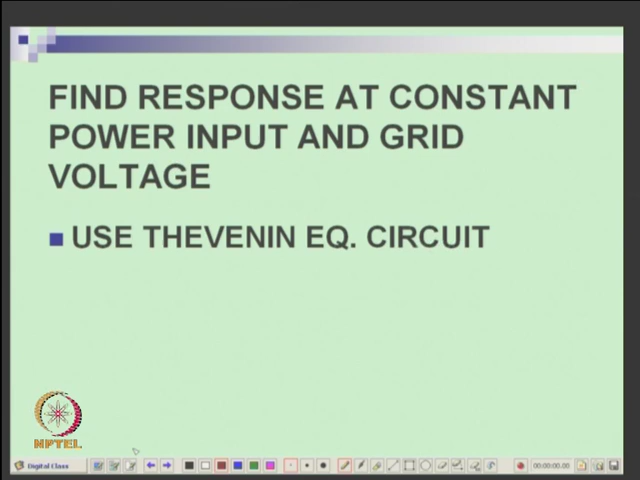 FIND RESPONSE AT CONSTANT
POWER INPUT AND GRID
VOLTAGE
USE THEVENIN EQ. CIRCUIT
NPTEL
Digital Class
00:00:00.00